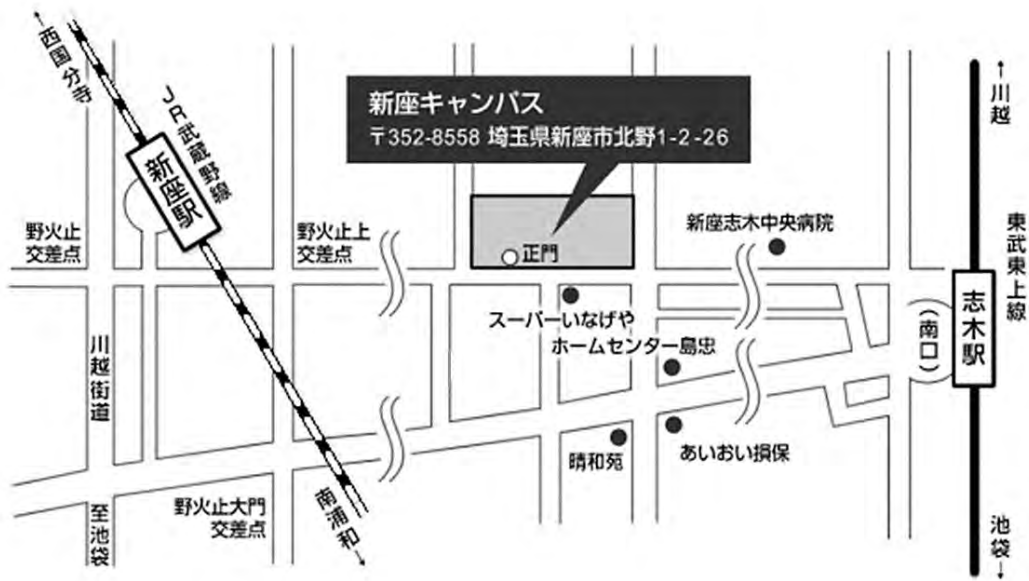 ←西国分寺
JR武蔵野線
新座駅
新座キャンパス
〒352-8558 埼玉県新座市北野1-2-26
野火止
交差点
野火止上
交差点
正門
新座志木中央病院
←川越
東武東上線
志木駅
(南口)
スーパーいなげや
ホームセンター島忠
川越街道
晴和苑
あいおい損保
野火止大門
交差点
至池袋
南浦和→
池袋→